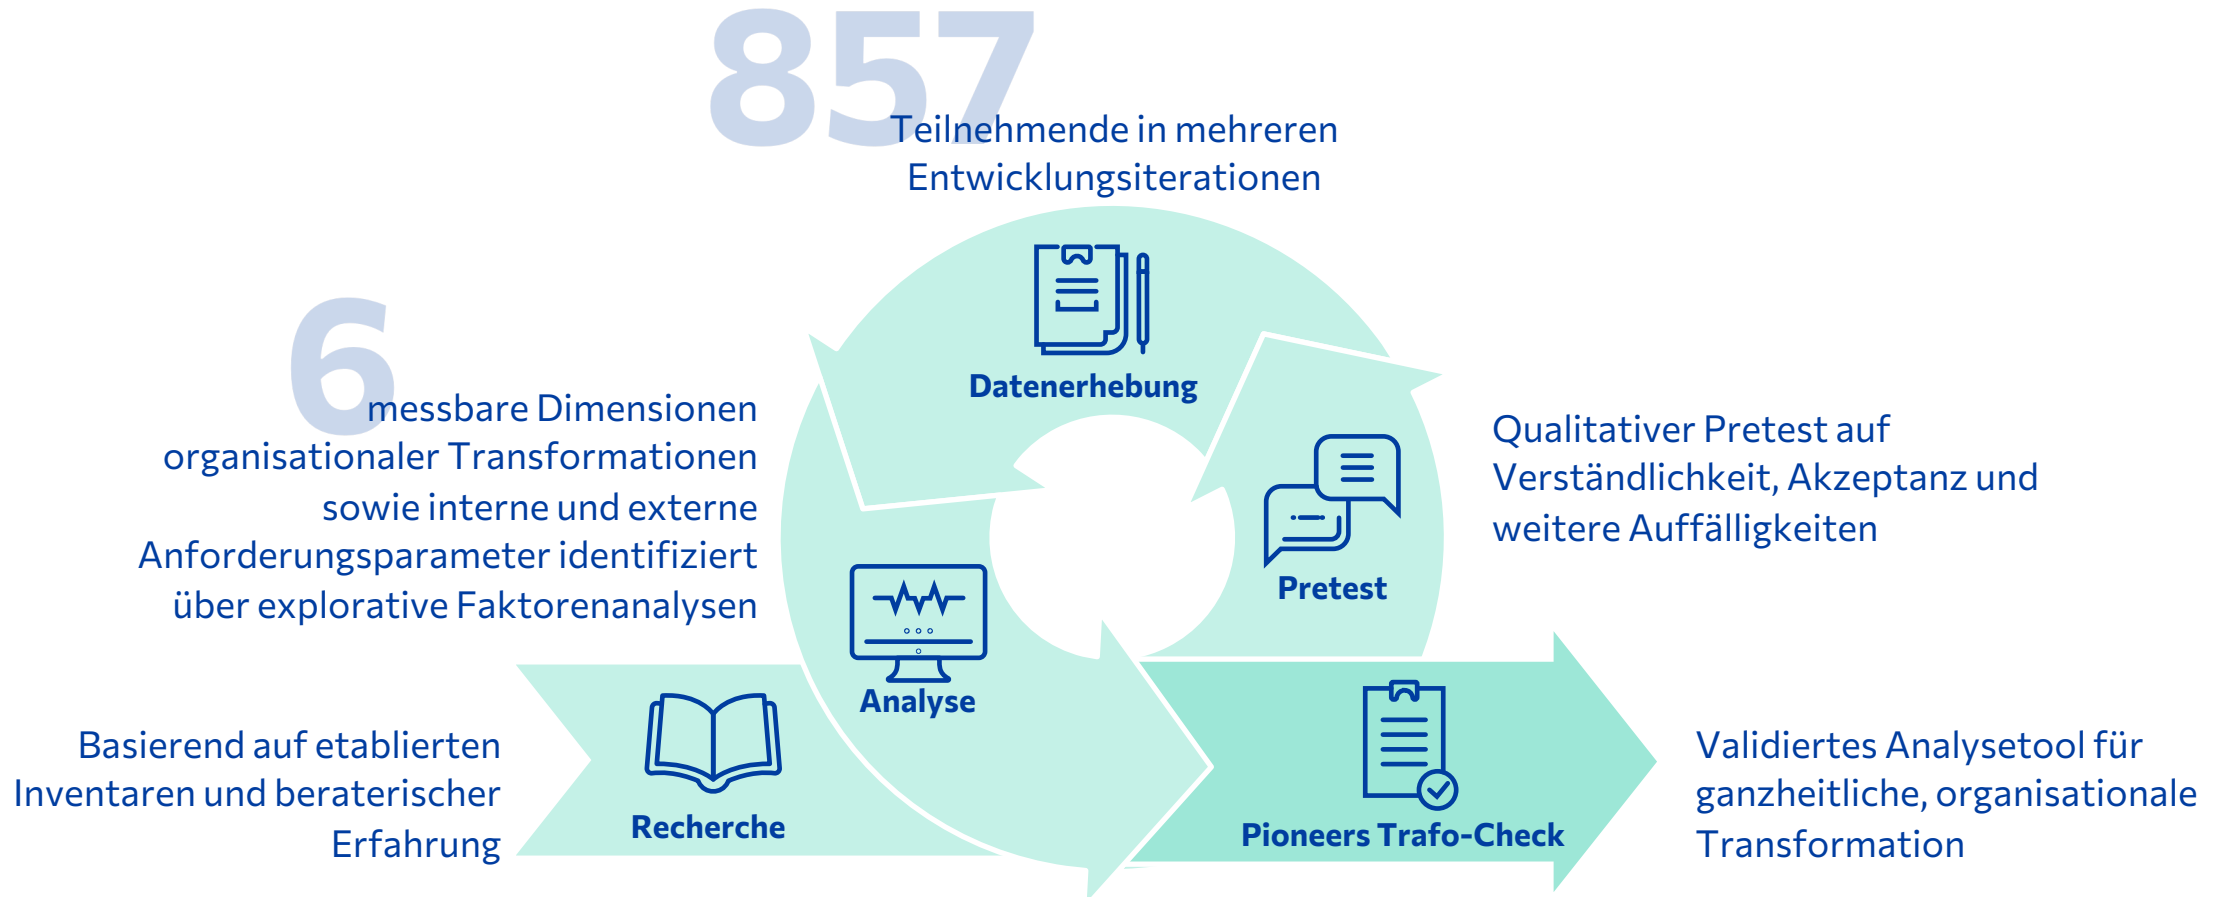 857
Teilnehmende in mehreren
Entwicklungsiterationen
Datenerhebung
6
messbare Dimensionen
organisationaler Transformationen
sowie interne und externe
Anforderungsparameter identifiziert
über explorative Faktorenanalysen
Qualitativer Pretest auf
Verständlichkeit, Akzeptanz und
weitere Auffälligkeiten
Pretest
Analyse
Basierend auf etablierten
Inventaren und beraterischer
Erfahrung
Recherche
Pioneers Trafo-Check
Validiertes Analysetool für
ganzheitliche, organisationale
Transformation